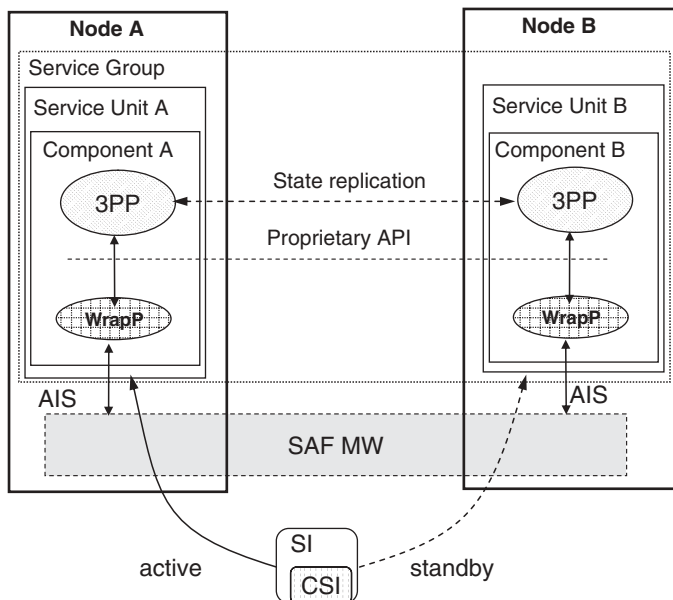 Node A
Node B
Service Group
Service Unit A
Service Unit B
Component A
Component B
3PP
State replication
3PP
Proprietary API
WrapP
WrapP
AIS
AIS
SAF MW
SI
active
standby
CSI